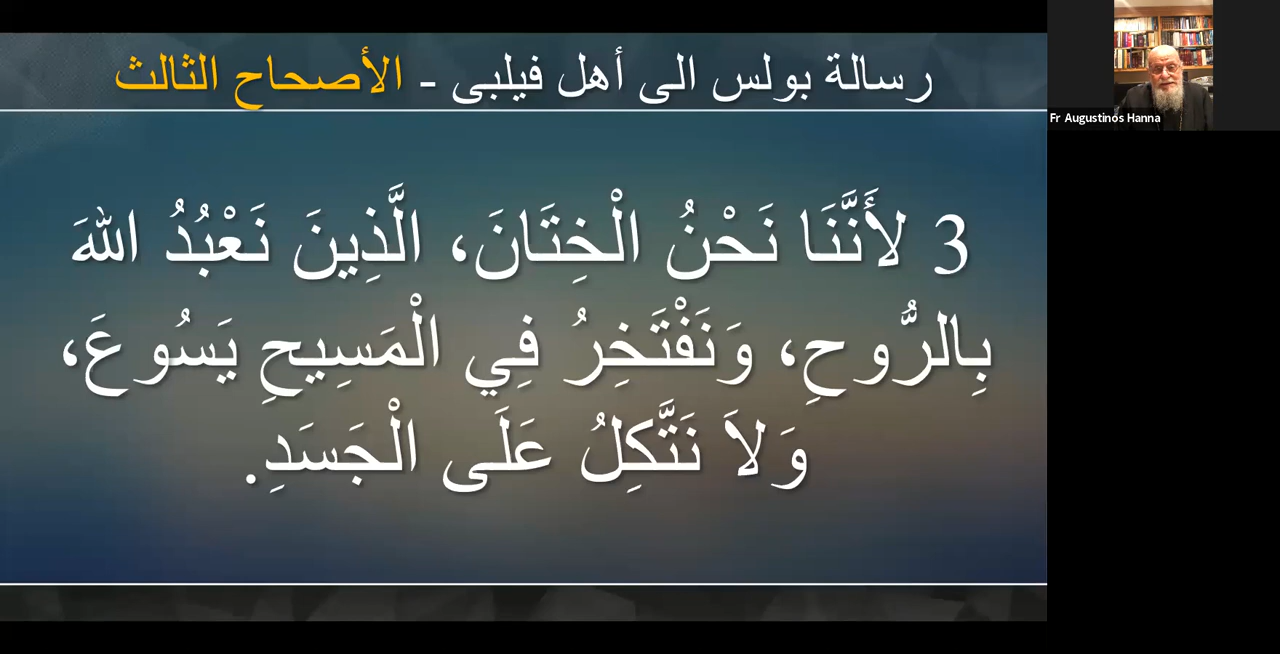 رسالة بولس الى أهل فيلبى - الأصحاح الثالث
3 لأَنَّنَا نَحْنُ الْخِتَانَ، الَّذِينَ نَعْبُدُ اللهَ
بِالرُّوحِ، وَنَفْتَخِرُ فِي الْمَسِيحِ يَسُوعَ،
وَلاَ نَتَّكِلُ عَلَى الْجَسَدِ.
Fr Augustinos Hanna